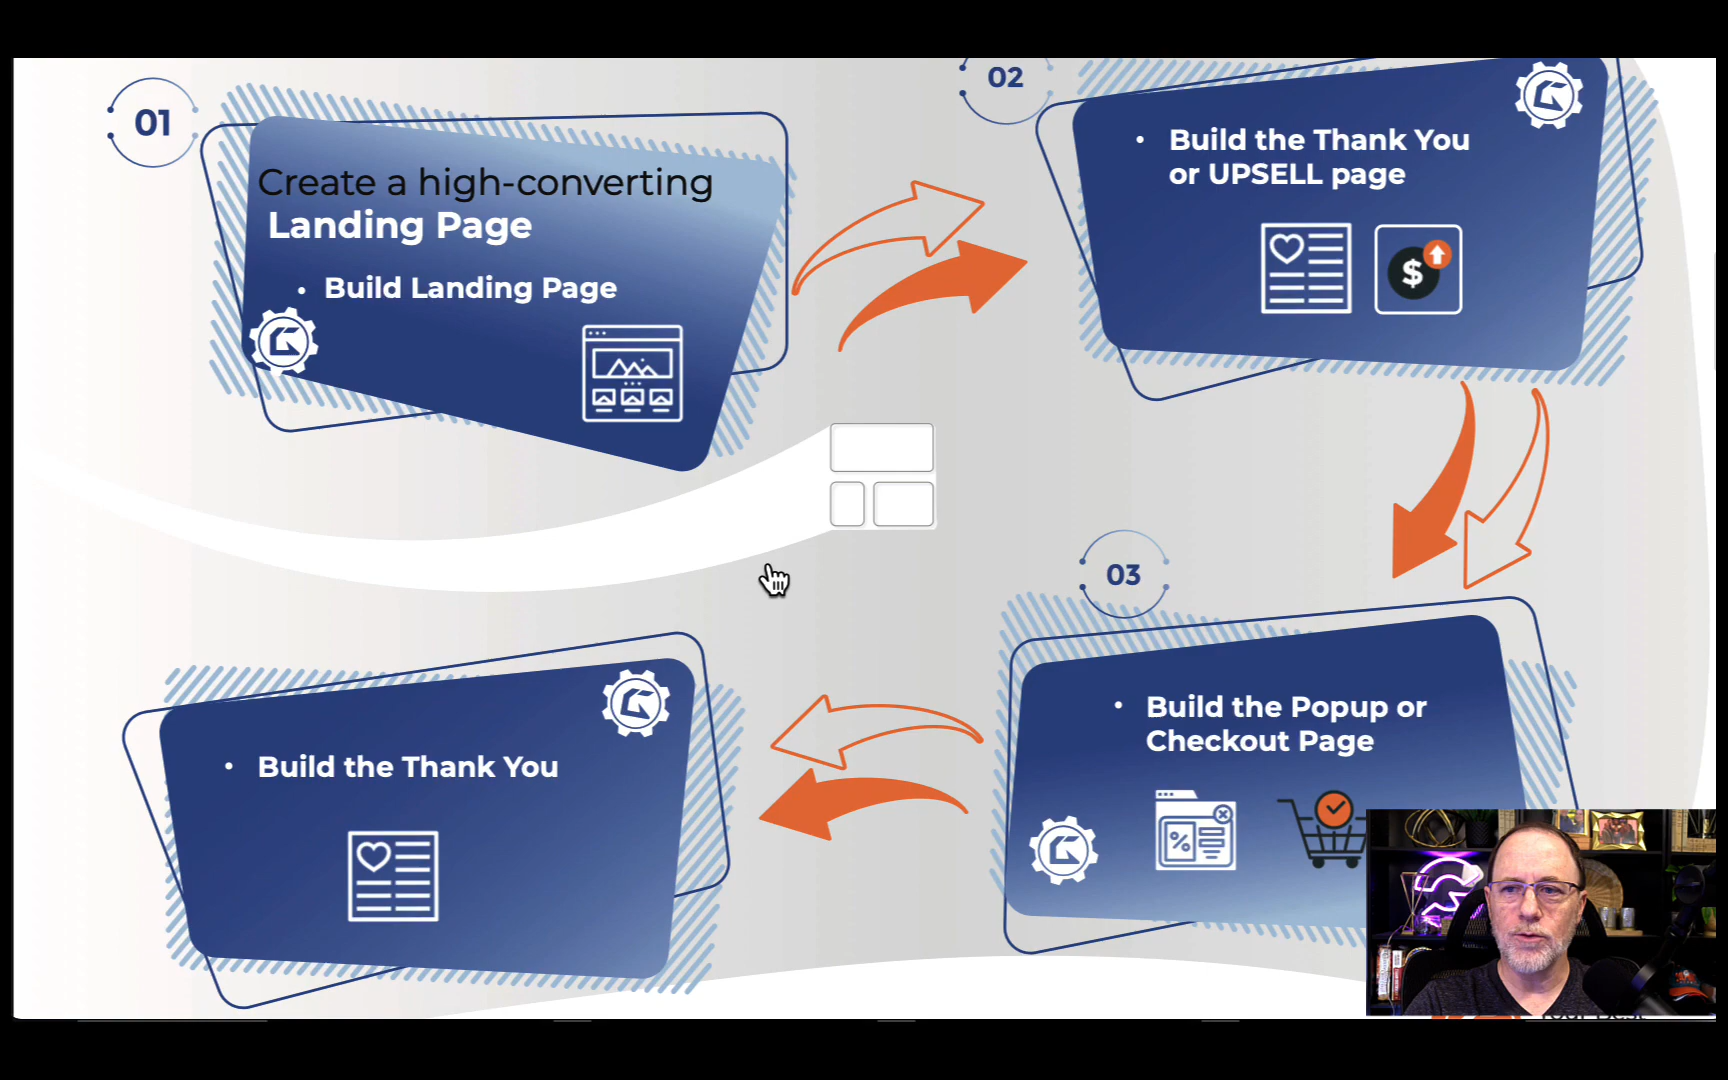 01
Create a high-converting
Landing Page
• Build Landing Page
02
• Build the Thank You
or UPSELL page
$
03
• Build the Popup or
Checkout Page
%
• Build the Thank You